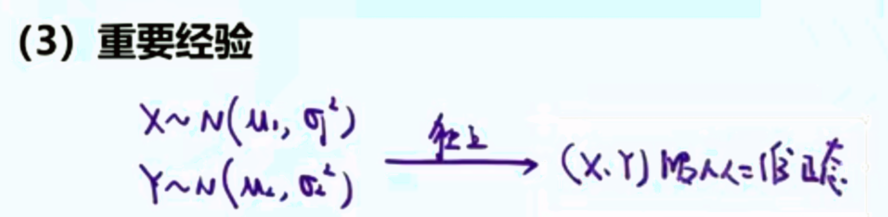 (3) 重要经验
X~N(μ₁, σ₁²)
Y~N(μ₂, σ₂²)
独立
(X、Y)服从二维正态.